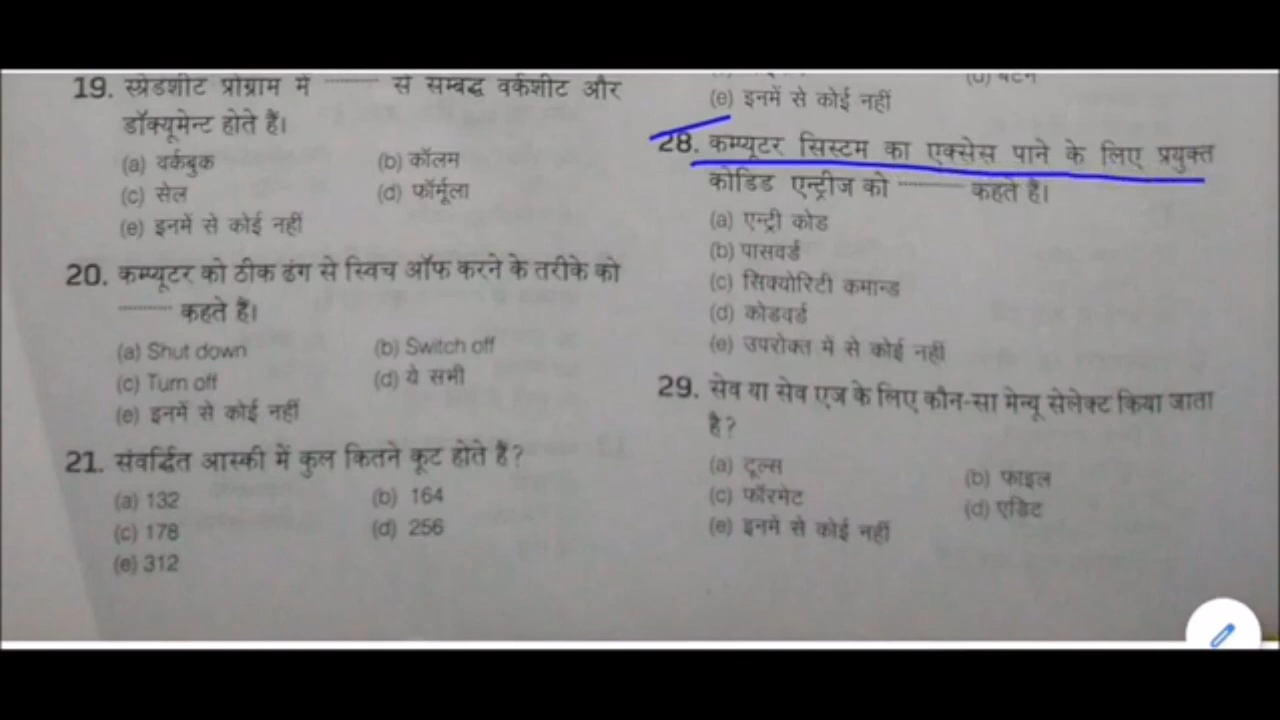 19. स्प्रेडशीट प्रोग्राम में ........... से सम्बद्ध वर्कशीट और
डॉक्यूमेन्ट होते हैं।
(a) वर्कबुक (b) कॉलम
(c) सेल (d) फॉर्मूला
(e) इनमें से कोई नहीं
20. कम्प्यूटर को ठीक ढंग से स्विच ऑफ करने के तरीके को
........... कहते हैं।
(a) Shut down (b) Switch off
(c) Turn off (d) ये सभी
(e) इनमें से कोई नहीं
21. संवर्द्धित आस्की में कुल कितने कूट होते हैं?
(a) 132 (b) 164
(c) 178 (d) 256
(e) 312
(d) बटन
(e) इनमें से कोई नहीं
28. कम्प्यूटर सिस्टम का एक्सेस पाने के लिए प्रयुक्त
कोडिड एन्ट्रीज को ........... कहते हैं।
(a) एन्ट्री कोड
(b) पासवर्ड
(c) सिक्योरिटी कमान्ड
(d) कोडवर्ड
(e) उपरोक्त में से कोई नहीं
29. सेव या सेव एज के लिए कौन-सा मेन्यू सेलेक्ट किया जाता
है?
(a) टूल्स (b) फाइल
(c) फॉरमेट (d) एडिट
(e) इनमें से कोई नहीं